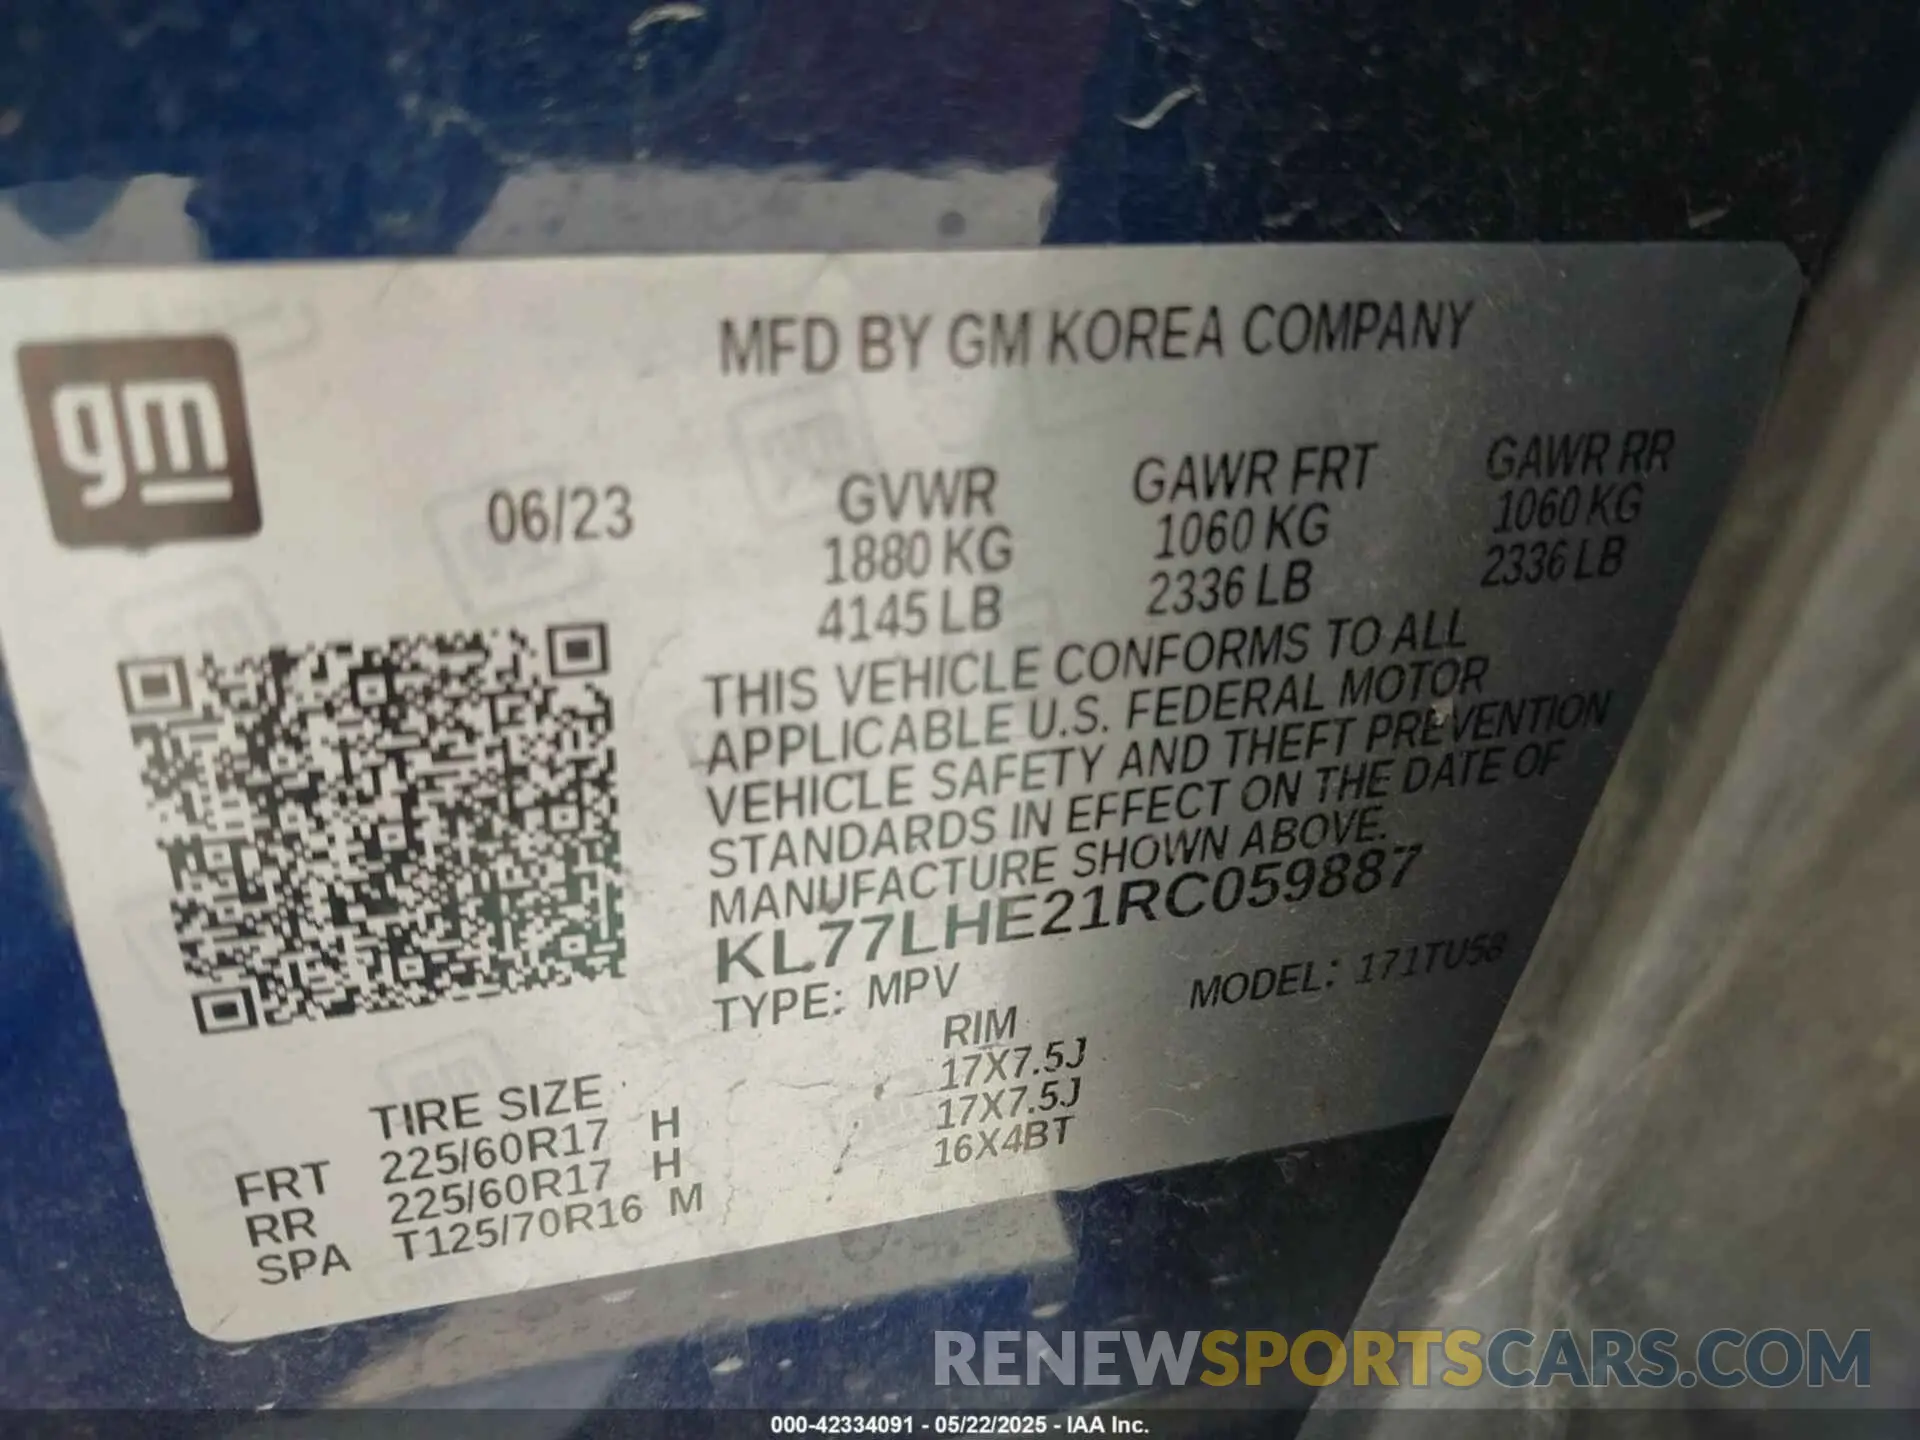 MFD BY GM KOREA COMPANY
gm
06/23
GVWR
1880 KG
4145 LB
GAWR FRT
1060 KG
2336 LB
GAWR RR
1060 KG
2336 LB
THIS VEHICLE CONFORMS TO ALL
APPLICABLE U.S. FEDERAL MOTOR
VEHICLE SAFETY AND THEFT PREVENTION
STANDARDS IN EFFECT ON THE DATE OF
MANUFACTURE SHOWN ABOVE.
KL77LHE21RC059887
TYPE: MPV MODEL: 171TU58
TIRE SIZE RIM
FRT 225/60R17 H 17X7.5J
RR 225/60R17 H 17X7.5J
SPA T125/70R16 M 16X4BT
RENEWSPORTSCARS.COM
000-42334091 - 05/22/2025 - IAA Inc.